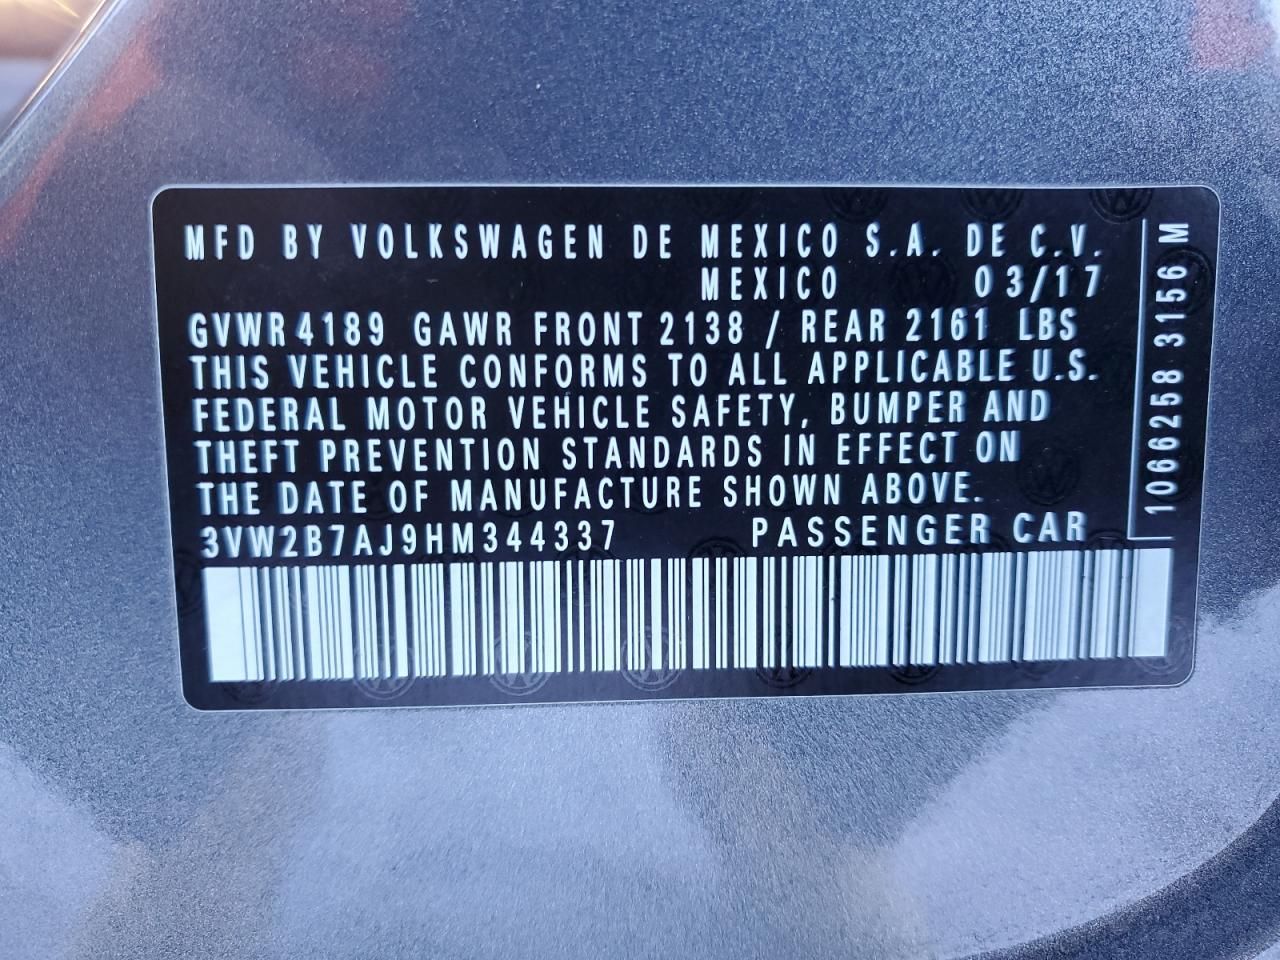 MFD BY VOLKSWAGEN DE MEXICO S.A. DE C.V.
MEXICO 03/17
GVWR 4189 GAWR FRONT 2138 / REAR 2161 LBS
THIS VEHICLE CONFORMS TO ALL APPLICABLE U.S.
FEDERAL MOTOR VEHICLE SAFETY, BUMPER AND
THEFT PREVENTION STANDARDS IN EFFECT ON
THE DATE OF MANUFACTURE SHOWN ABOVE.
3VW2B7AJ9HM344337 PASSENGER CAR
1066258 3156 M